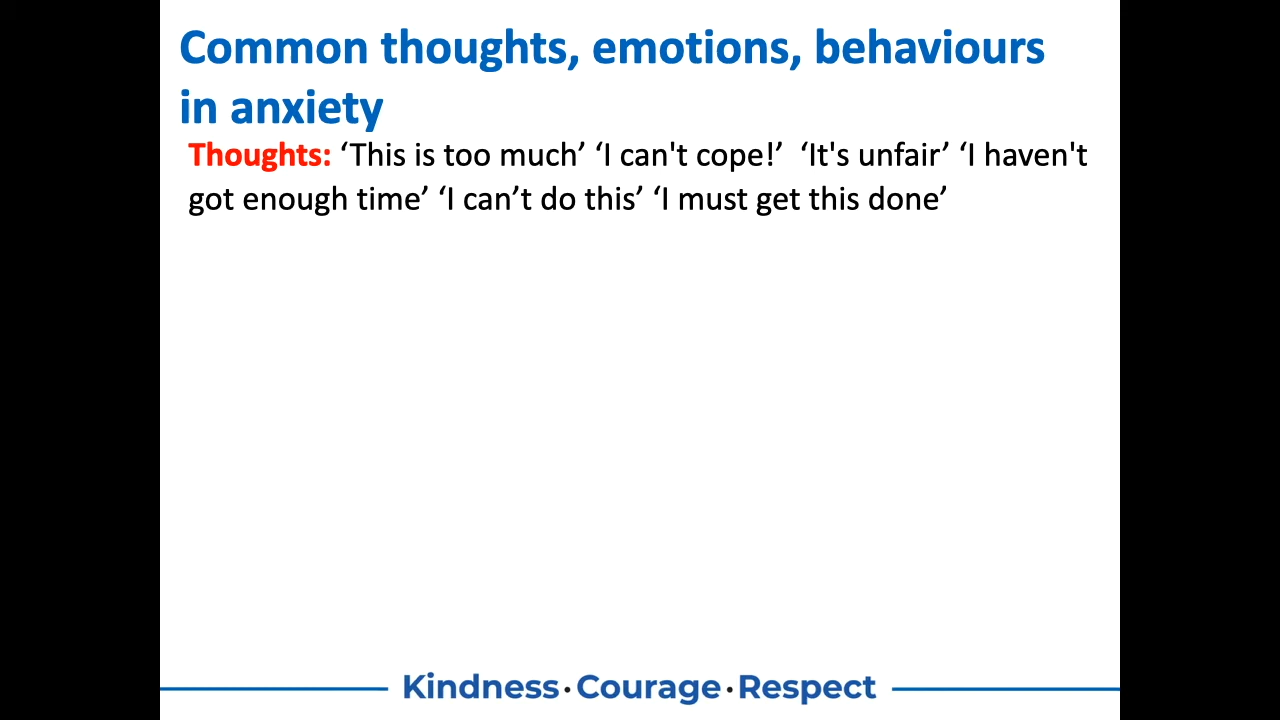 Common thoughts, emotions, behaviours
in anxiety
Thoughts: ‘This is too much’ ‘I can't cope!’  ‘It's unfair’ ‘I haven't
got enough time’ ‘I can’t do this’ ‘I must get this done’
Kindness·Courage·Respect